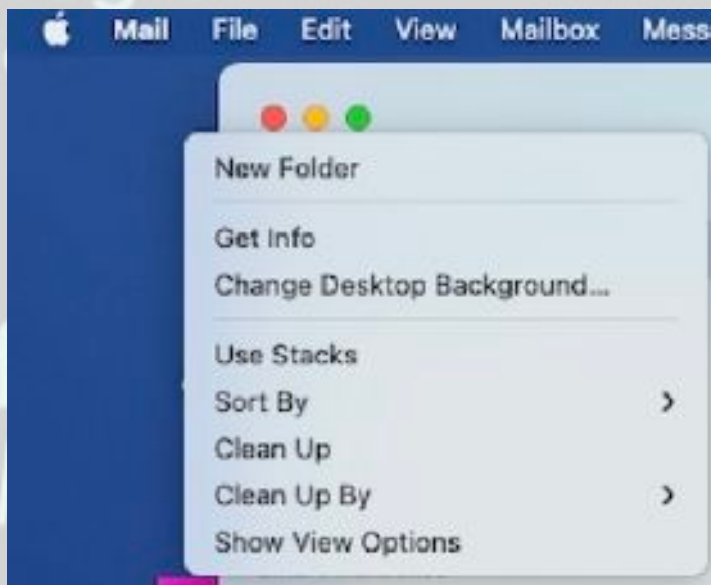 Mail File Edit View Mailbox Mess
New Folder
Get Info
Change Desktop Background...
Use Stacks
Sort By
Clean Up
Clean Up By
Show View Options